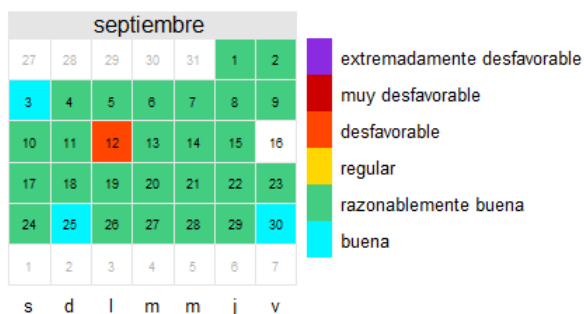 septiembre
27 28 29 30 31 1 2
3 4 5 6 7 8 9
10 11 12 13 14 15 16
17 18 19 20 21 22 23
24 25 26 27 28 29 30
1 2 3 4 5 6 7
s d l m m j v
extremadamente desfavorable
muy desfavorable
desfavorable
regular
razonablemente buena
buena